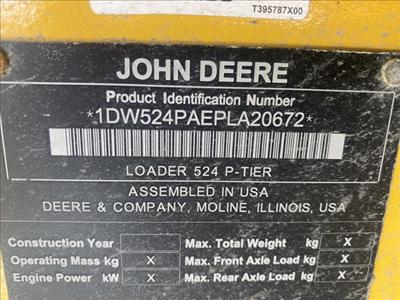 T395787X00
JOHN DEERE
Product Identification Number
*1DW524PAEPLA20672*
LOADER 524 P-TIER
ASSEMBLED IN USA
DEERE & COMPANY, MOLINE, ILLINOIS, USA
Construction Year Max. Total Weight kg X
Operating Mass kg X Max. Front Axle Load kg X
Engine Power kW X Max. Rear Axle Load kg X